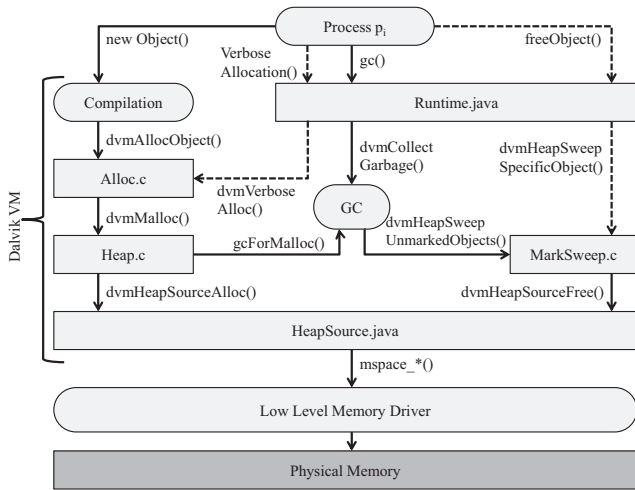 Process pi
new Object()
Verbose
Allocation()
gc()
freeObject()
Compilation
Runtime.java
dvmAllocObject()
dvmCollect
Garbage()
dvmHeapSweep
SpecificObject()
Alloc.c
dvmVerbose
Alloc()
dvmMalloc()
GC
dvmHeapSweep
UnmarkedObjects()
gcForMalloc()
Heap.c
MarkSweep.c
dvmHeapSourceAlloc()
dvmHeapSourceFree()
HeapSource.java
Dalvik VM
mspace_*()
Low Level Memory Driver
Physical Memory